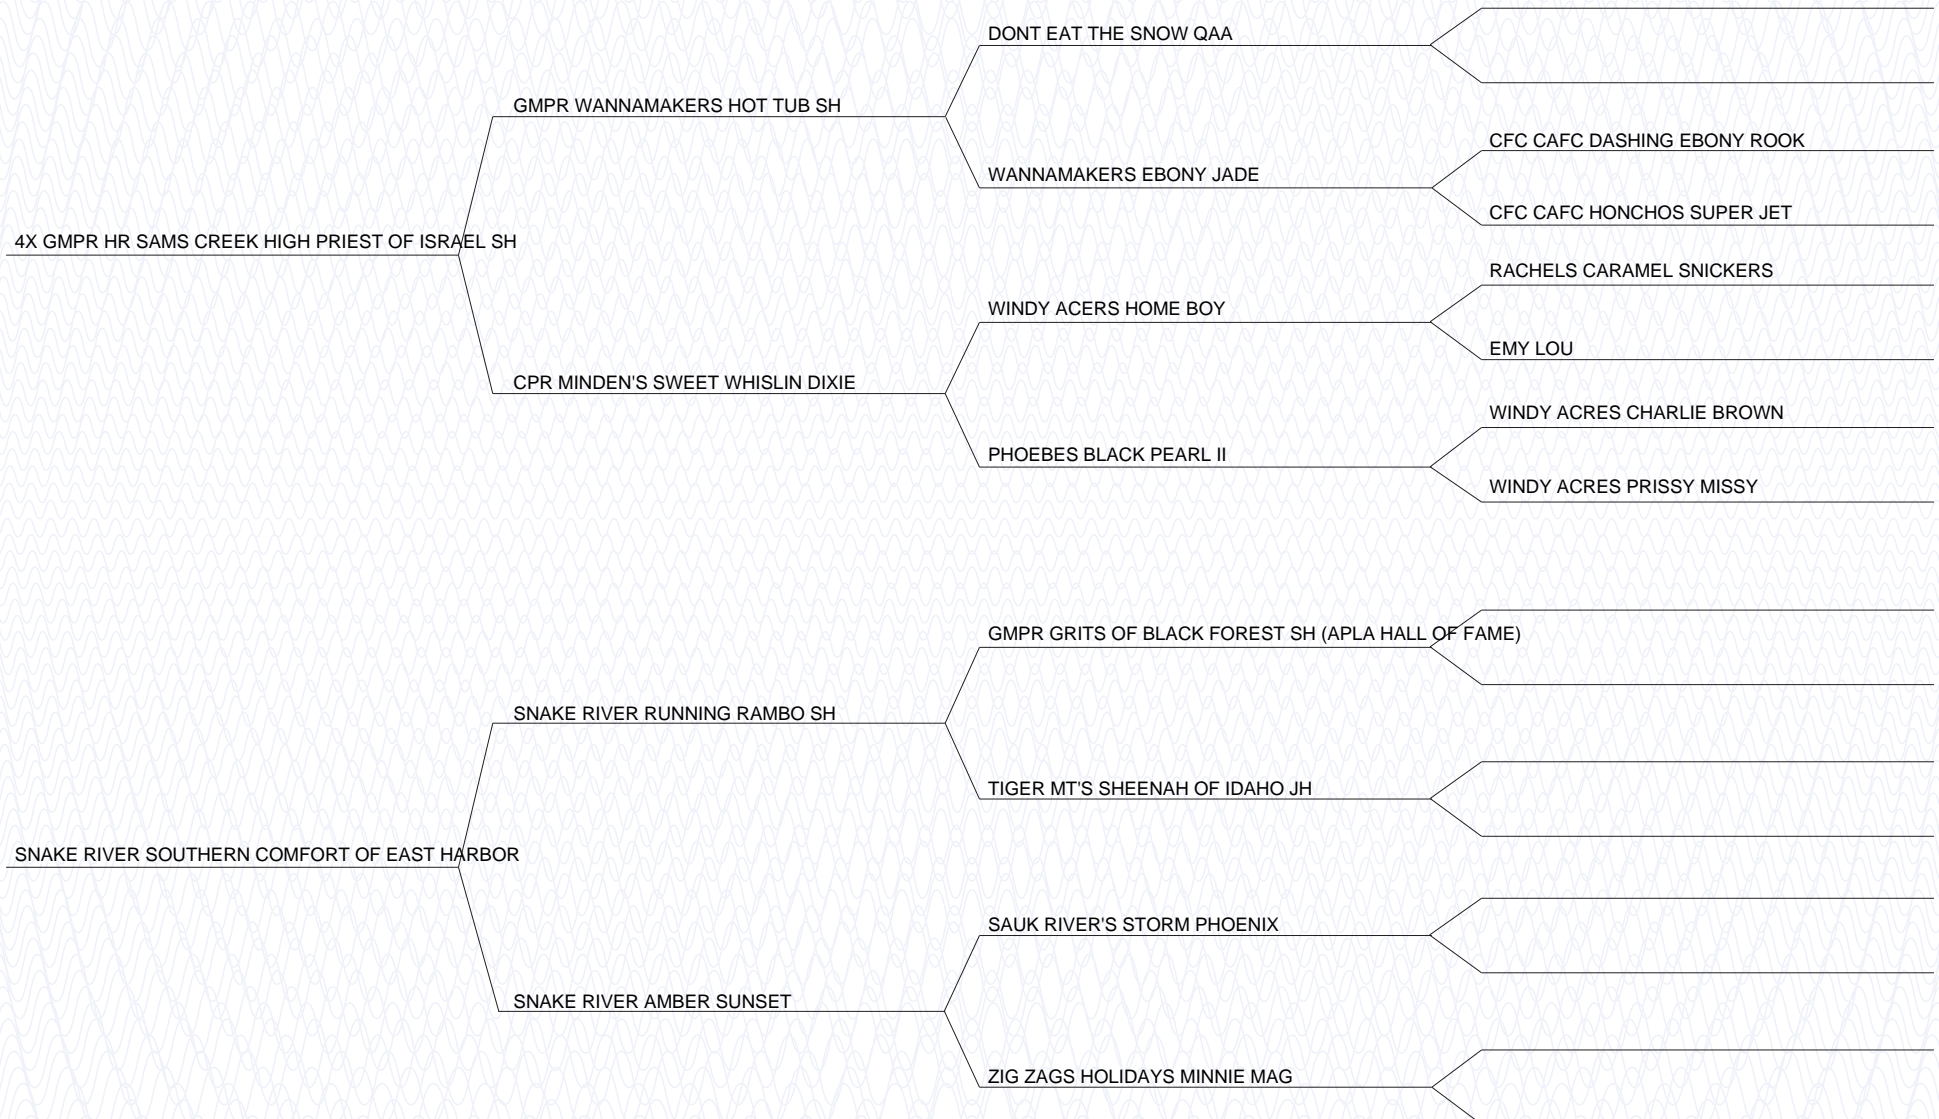 DONT EAT THE SNOW QAA
GMPR WANNAMAKERS HOT TUB SH
CFC CAFC DASHING EBONY ROOK
WANNAMAKERS EBONY JADE
CFC CAFC HONCHOS SUPER JET
4X GMPR HR SAMS CREEK HIGH PRIEST OF ISRAEL SH
RACHELS CARAMEL SNICKERS
WINDY ACERS HOME BOY
EMY LOU
CPR MINDEN'S SWEET WHISLIN DIXIE
WINDY ACRES CHARLIE BROWN
PHOEBES BLACK PEARL II
WINDY ACRES PRISSY MISSY
GMPR GRITS OF BLACK FOREST SH (APLA HALL OF FAME)
SNAKE RIVER RUNNING RAMBO SH
TIGER MT'S SHEENAH OF IDAHO JH
SNAKE RIVER SOUTHERN COMFORT OF EAST HARBOR
SAUK RIVER'S STORM PHOENIX
SNAKE RIVER AMBER SUNSET
ZIG ZAGS HOLIDAYS MINNIE MAG